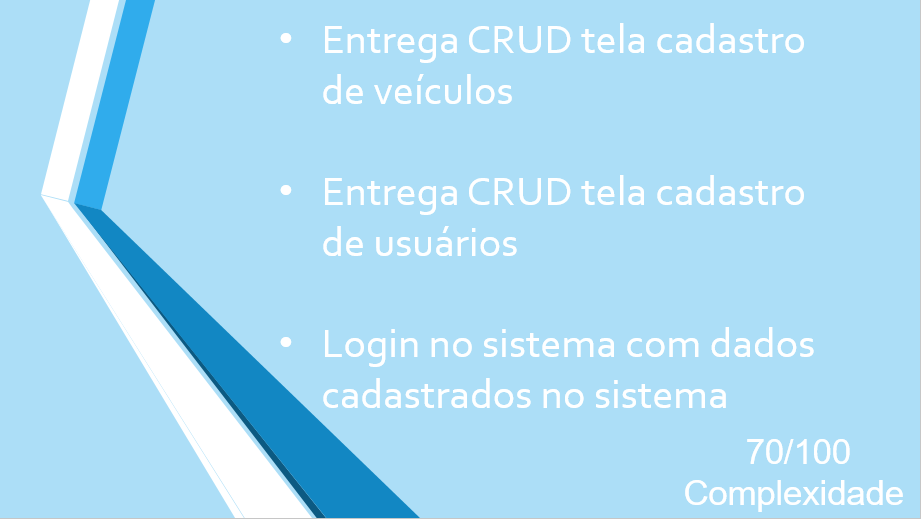 • Entrega CRUD tela cadastro
de veículos
• Entrega CRUD tela cadastro
de usuários
• Login no sistema com dados
cadastrados no sistema
70/100
Complexidade